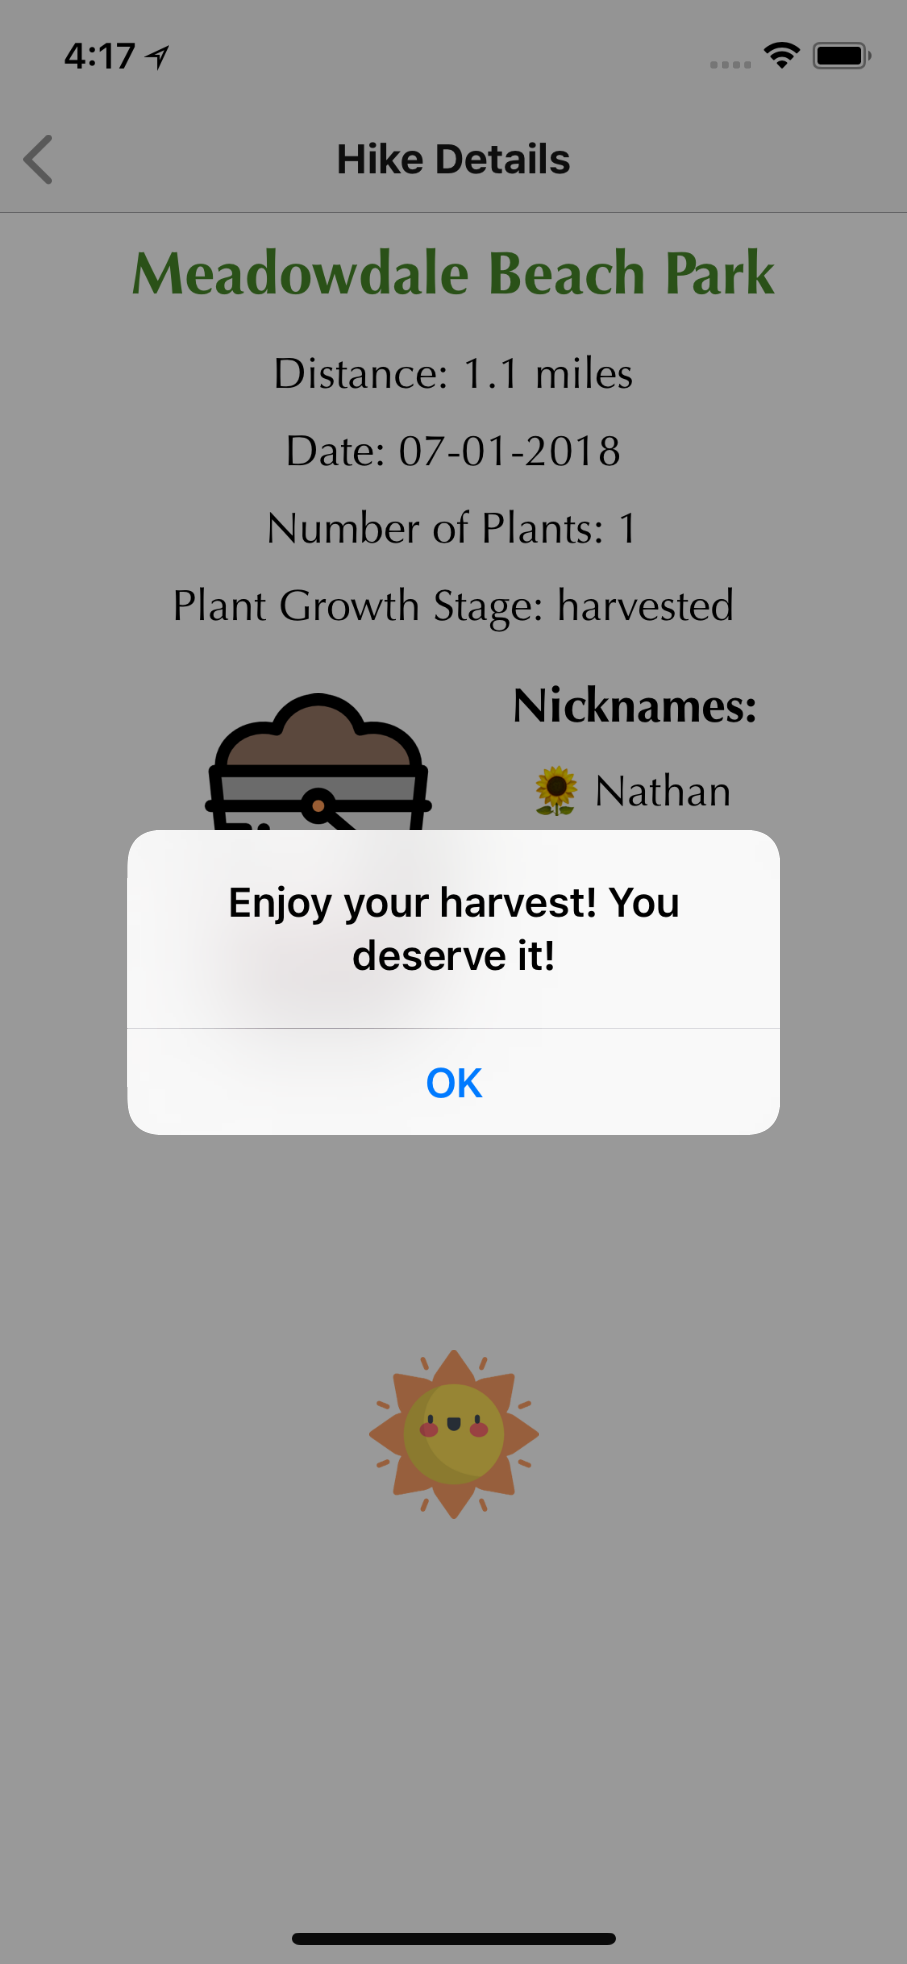 4:17
Hike Details
Meadowdale Beach Park
Distance: 1.1 miles
Date: 07-01-2018
Number of Plants: 1
Plant Growth Stage: harvested
Nicknames:
🌻 Nathan
Enjoy your harvest! You
deserve it!
OK